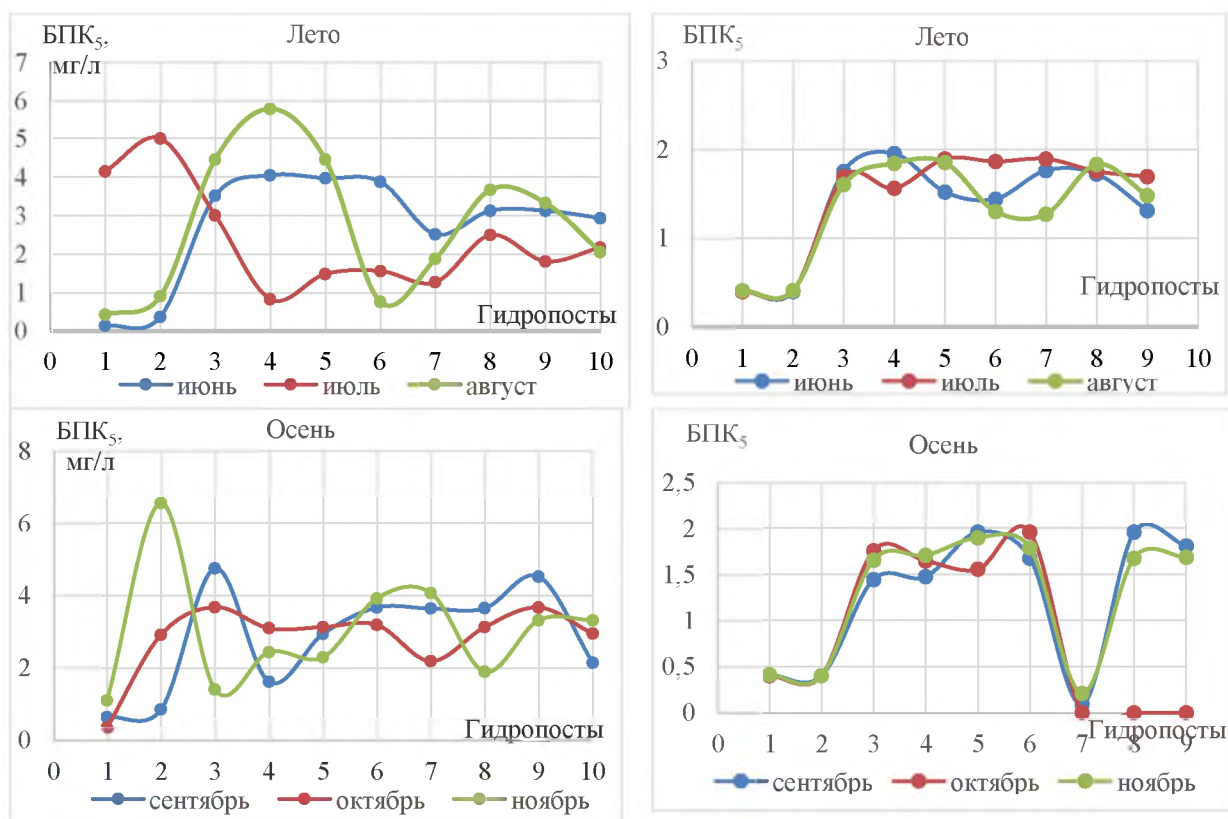 БПК₅,
мг/л
Лето
7
6
5
4
3
2
1
0
Гидропосты
0 1 2 3 4 5 6 7 8 9 10
июнь июль август
БПК₅
Лето
3
2
1
0
Гидропосты
0 1 2 3 4 5 6 7 8 9 10
июнь июль август
БПК₅,
мг/л
Осень
8
6
4
2
0
Гидропосты
0 1 2 3 4 5 6 7 8 9 10
сентябрь октябрь ноябрь
БПК₅
Осень
2,5
2
1,5
1
0,5
0
Гидропосты
0 1 2 3 4 5 6 7 8 9
сентябрь октябрь ноябрь